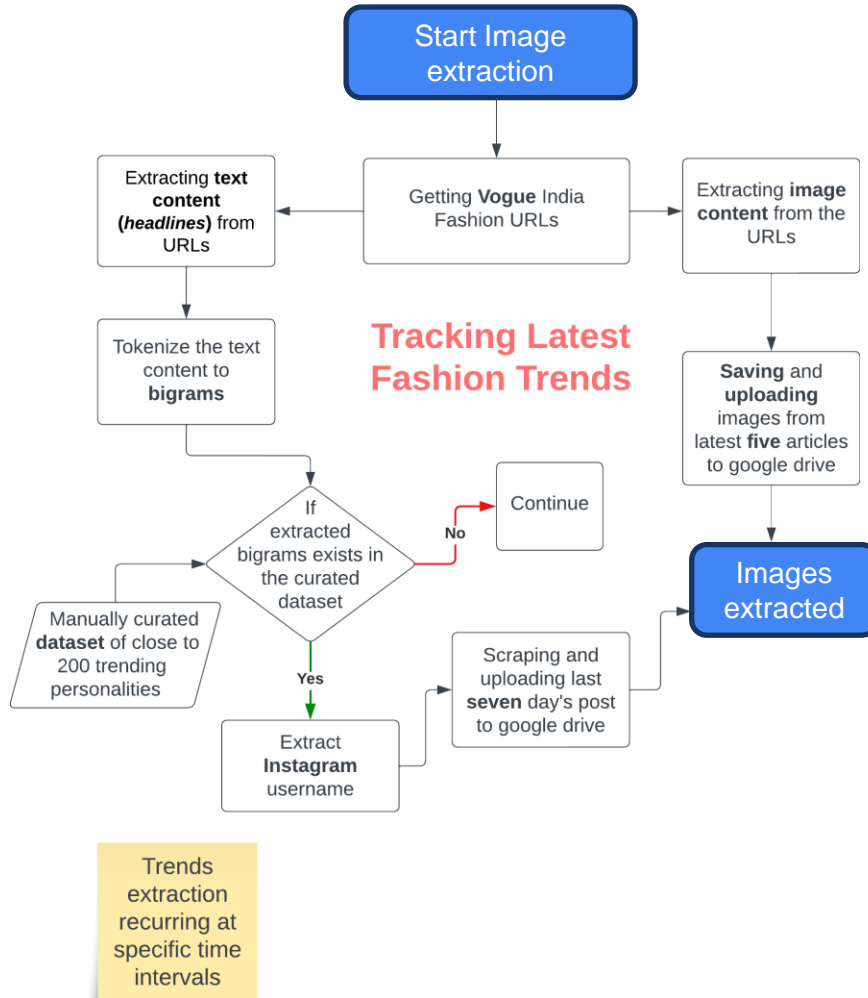 Start Image
extraction
Extracting text
content
(headlines) from
URLs
Getting Vogue India
Fashion URLs
Extracting image
content from the
URLs
Tracking Latest
Fashion Trends
Tokenize the text
content to
bigrams
Saving and
uploading
images from
latest five articles
to google drive
If
extracted
bigrams exists in
the curated
dataset
No
Continue
Images
extracted
Manually curated
dataset of close to
200 trending
personalities
Yes
Scraping and
uploading last
seven day's post
to google drive
Extract
Instagram
username
Trends
extraction
recurring at
specific time
intervals